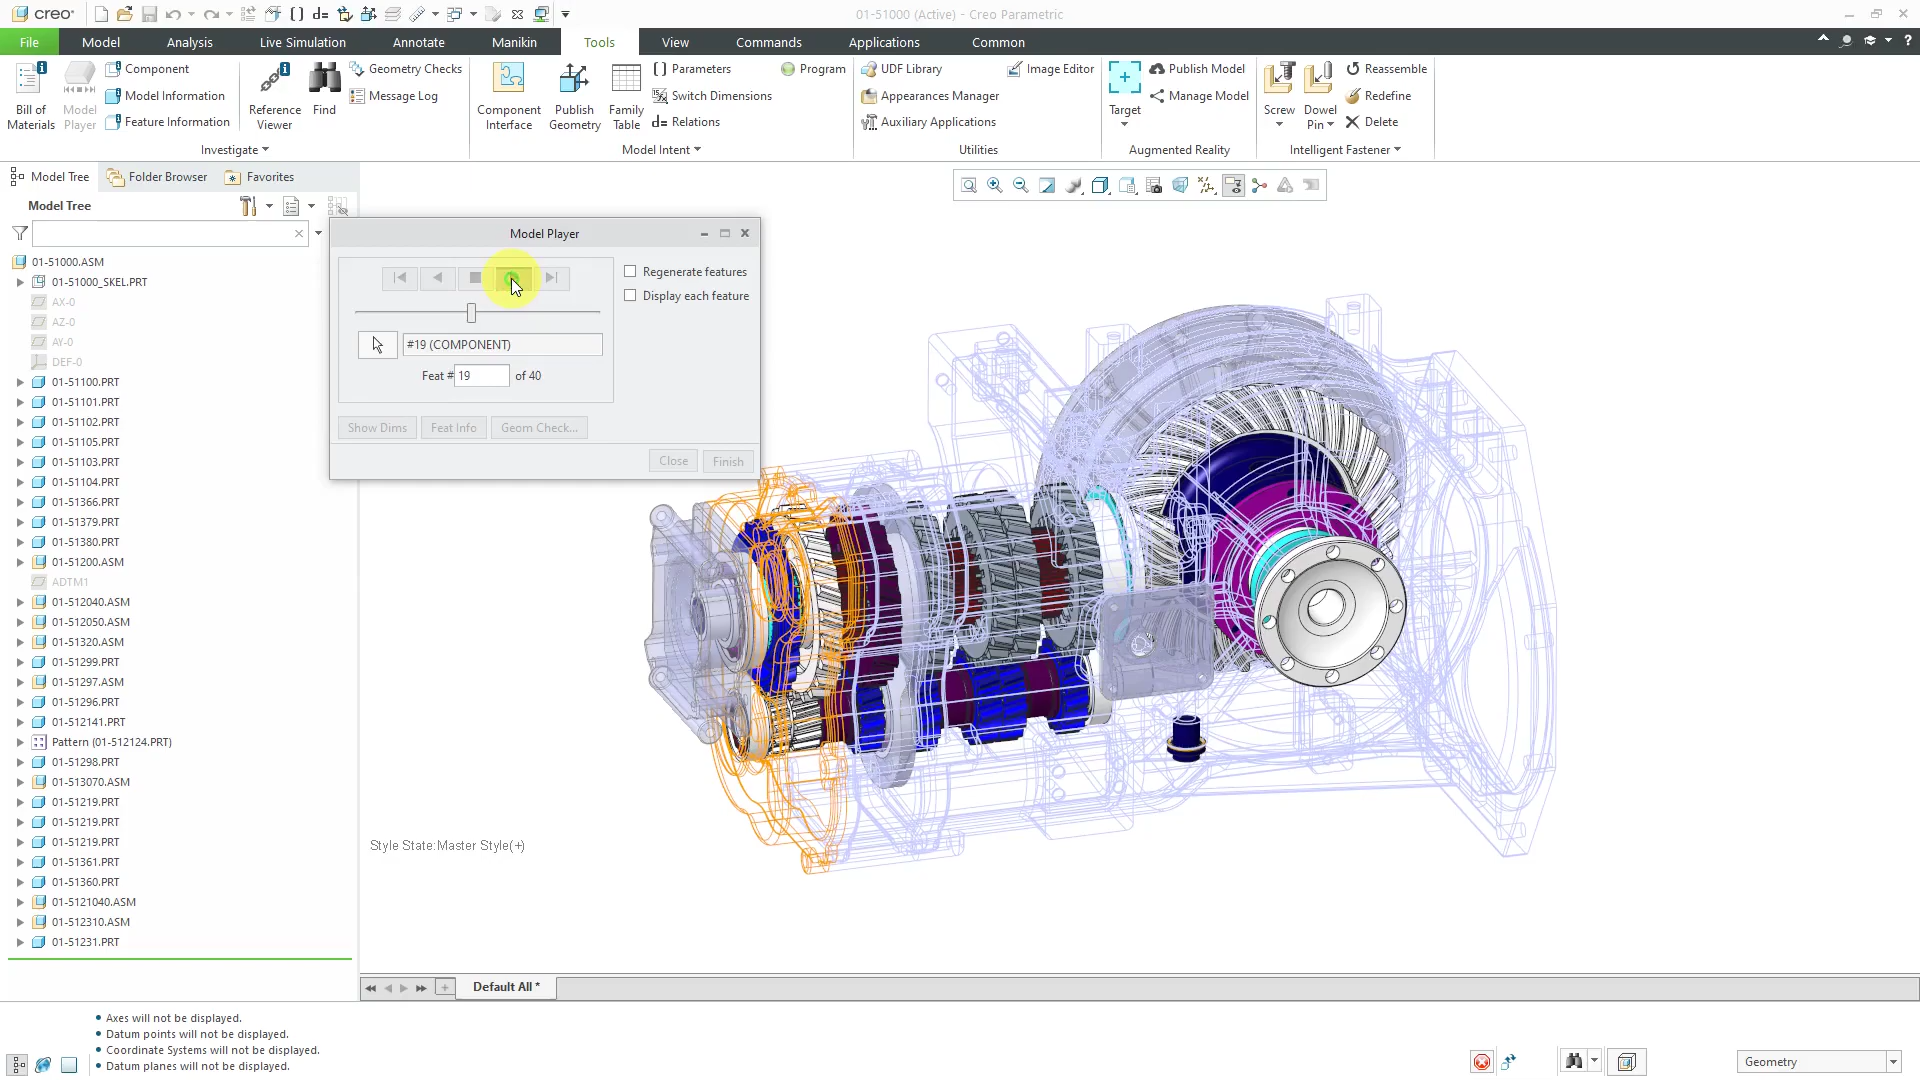 creo
01-51000 (Active) - Creo Parametric
File
Model
Analysis
Live Simulation
Annotate
Manikin
Tools
View
Commands
Applications
Common
Bill of Materials
Model Player
Component
Model Information
Feature Information
Reference Viewer
Find
Geometry Checks
Message Log
Investigate
Component Interface
Publish Geometry
Family Table
Parameters
Switch Dimensions
Relations
Program
Model Intent
UDF Library
Appearances Manager
Auxiliary Applications
Image Editor
Utilities
Target
Publish Model
Manage Model
Augmented Reality
Screw
Dowel Pin
Reassemble
Redefine
Delete
Intelligent Fastener
Model Tree
Folder Browser
Favorites
Model Tree
01-51000.ASM
01-51000_SKEL.PRT
AX-0
AZ-0
AY-0
DEF-0
01-51100.PRT
01-51101.PRT
01-51102.PRT
01-51105.PRT
01-51103.PRT
01-51104.PRT
01-51366.PRT
01-51379.PRT
01-51380.PRT
01-51200.ASM
ADTM1
01-512040.ASM
01-512050.ASM
01-51320.ASM
01-51299.PRT
01-51297.ASM
01-51296.PRT
01-512141.PRT
Pattern (01-512124.PRT)
01-51298.PRT
01-513070.ASM
01-51219.PRT
01-51219.PRT
01-51219.PRT
01-51361.PRT
01-51360.PRT
01-5121040.ASM
01-512310.ASM
01-51231.PRT
Model Player
Regenerate features
Display each feature
#19 (COMPONENT)
Feat # 19 of 40
Show Dims
Feat Info
Geom Check...
Close
Finish
Style State:Master Style(+)
Default All *
• Axes will not be displayed.
• Datum points will not be displayed.
• Coordinate Systems will not be displayed.
• Datum planes will not be displayed.
Geometry